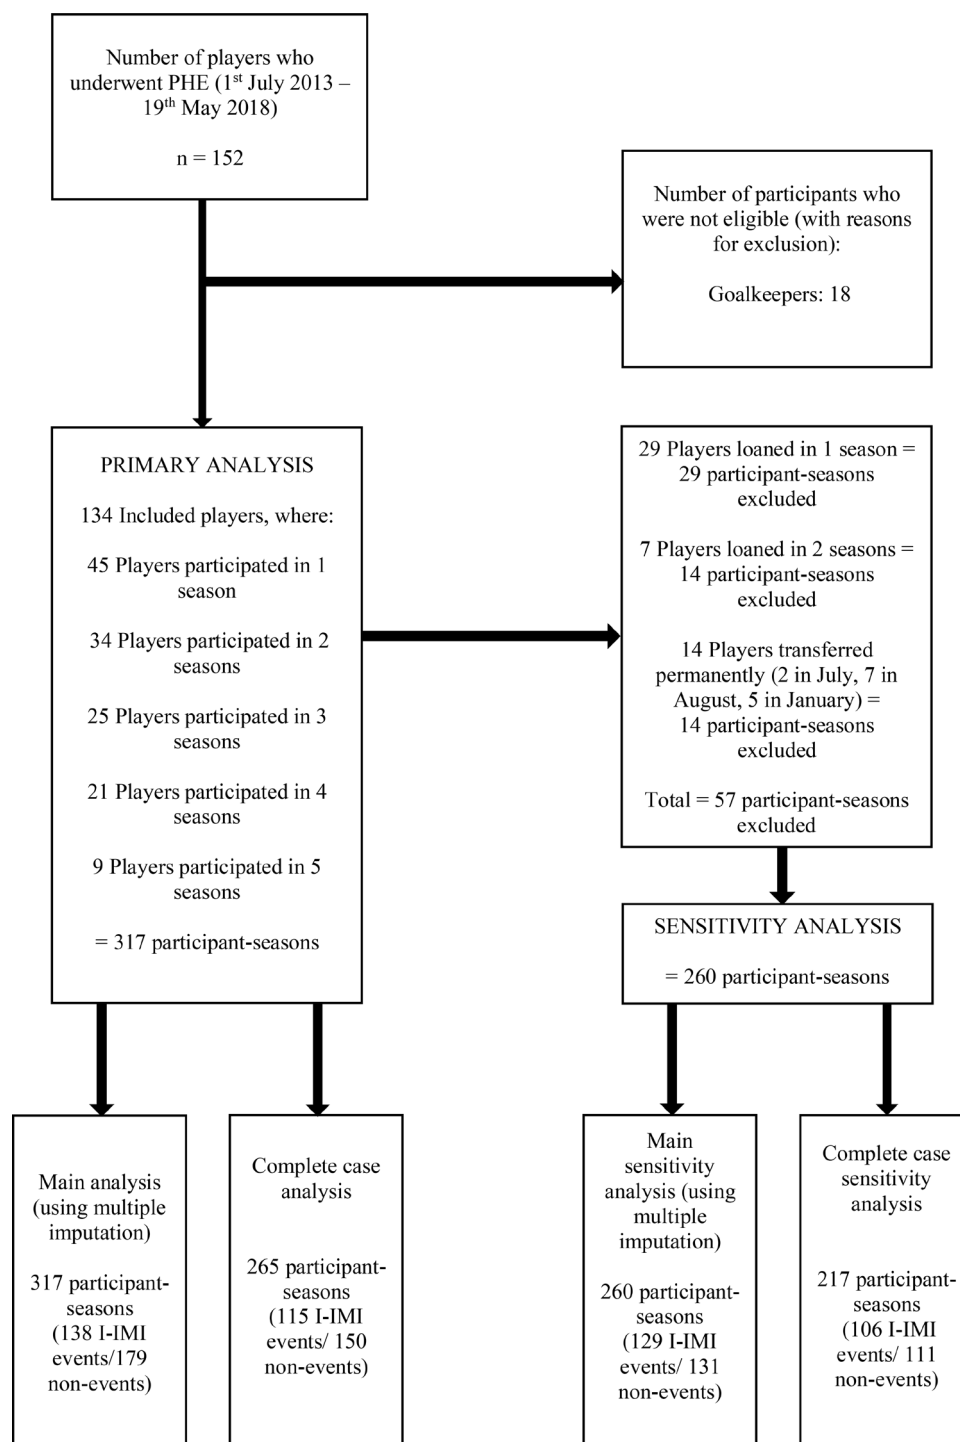 Number of players who
underwent PHE (1st July 2013 –
19th May 2018)
n = 152
Number of participants who
were not eligible (with reasons
for exclusion):
Goalkeepers: 18
PRIMARY ANALYSIS
134 Included players, where:
45 Players participated in 1
season
34 Players participated in 2
seasons
25 Players participated in 3
seasons
21 Players participated in 4
seasons
9 Players participated in 5
seasons
= 317 participant-seasons
29 Players loaned in 1 season =
29 participant-seasons
excluded
7 Players loaned in 2 seasons =
14 participant-seasons
excluded
14 Players transferred
permanently (2 in July, 7 in
August, 5 in January) =
14 participant-seasons
excluded
Total = 57 participant-seasons
excluded
SENSITIVITY ANALYSIS
= 260 participant-seasons
Main analysis
(using multiple
imputation)
317 participant-
seasons
(138 I-IMI
events/179
non-events)
Complete case
analysis
265 participant-
seasons
(115 I-IMI
events/ 150
non-events)
Main
sensitivity
analysis (using
multiple
imputation)
260 participant-
seasons
(129 I-IMI
events/ 131
non-events)
Complete case
sensitivity
analysis
217 participant-
seasons
(106 I-IMI
events/ 111
non-events)